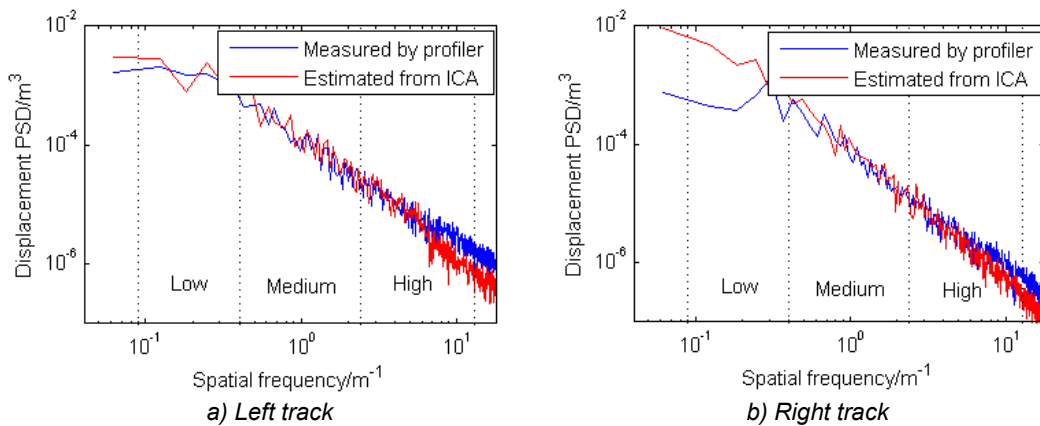 10^-2
10^-4
10^-6
Displacement PSD/m^3
Measured by profiler
Estimated from ICA
Low
Medium
High
10^-1
10^0
10^1
Spatial frequency/m^-1
a) Left track
10^-2
10^-4
10^-6
Displacement PSD/m^3
Measured by profiler
Estimated from ICA
Low
Medium
High
10^-1
10^0
10^1
Spatial frequency/m^-1
b) Right track